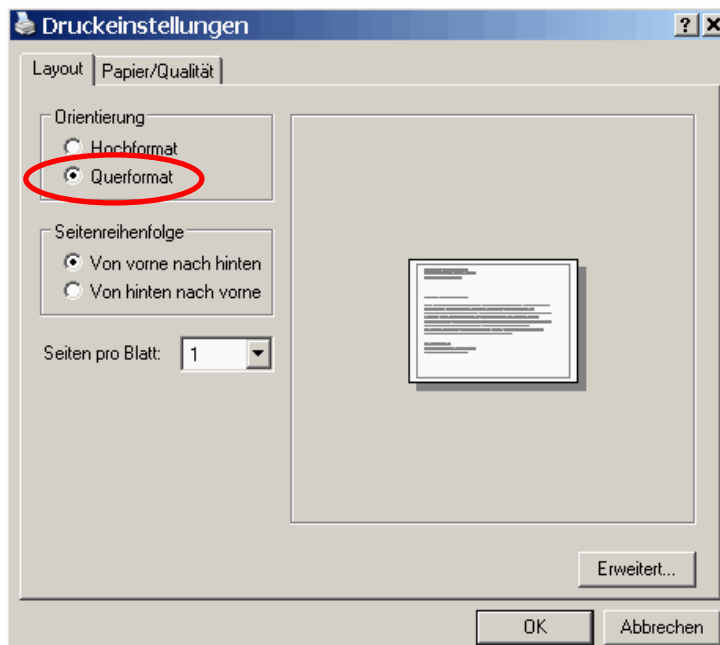 Druckeinstellungen
Layout
Papier/Qualität
Orientierung
Hochformat
Querformat
Seitenreihenfolge
Von vorne nach hinten
Von hinten nach vorne
Seiten pro Blatt: 1
Erweitert...
OK
Abbrechen